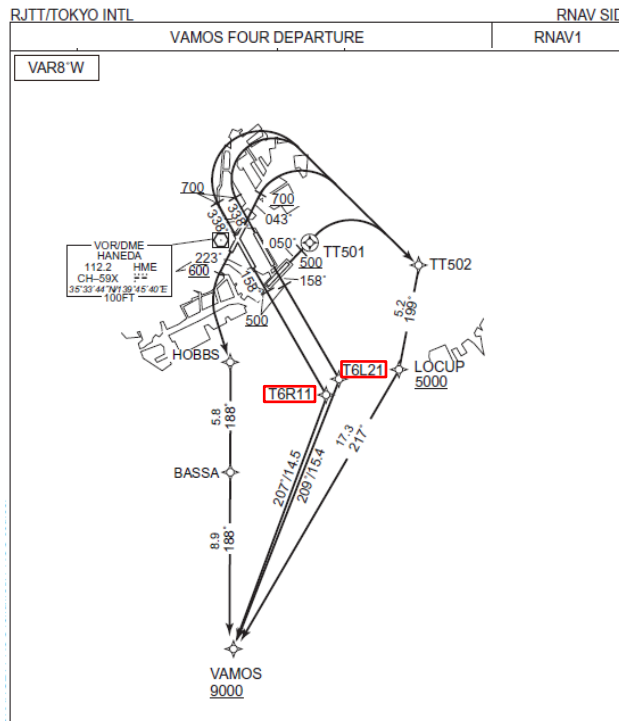 RJTT/TOKYO INTL
RNAV SID
VAMOS FOUR DEPARTURE
RNAV1
VAR8°W
700
338°
338°
700
043°
VOR/DME
HANEDA
112.2 HME
CH-59X
35°33'44"N/139°45'40"E
100FT
223°
600
158°
050°
500
TT501
158°
500
TT502
5.2
199°
HOBBS
T6L21
T6R11
LOCUP
5000
5.8
188°
17.3
217°
BASSA
207°/14.5
209°/15.4
8.9
188°
VAMOS
9000